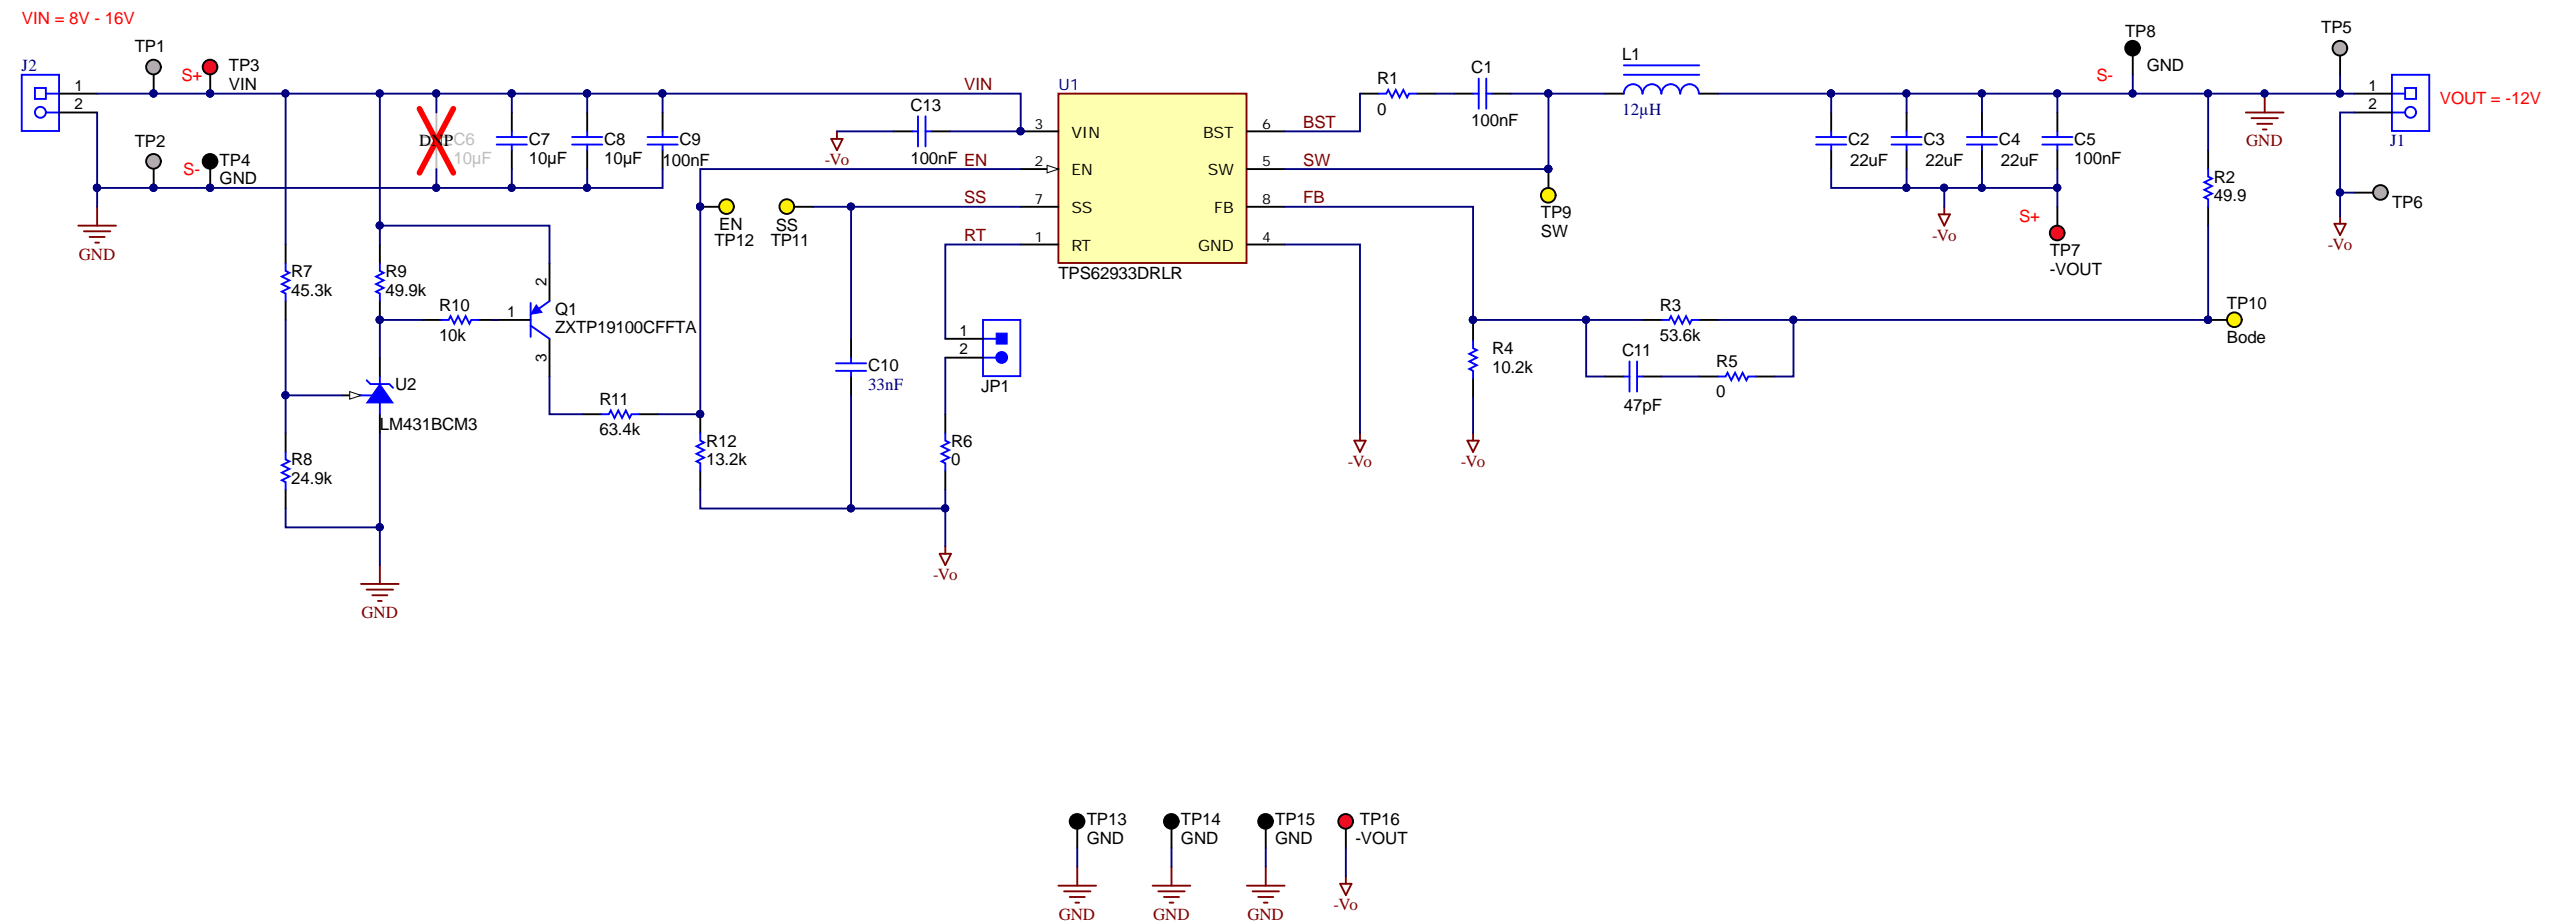 VIN = 8V - 16V
J2
1
2
TP1
S+
TP3
VIN
TP2
S-
TP4
GND
GND
DNP
C6
10µF
C7
10µF
C8
10µF
C9
100nF
VIN
C13
100nF
-Vo
EN
SS
RT
EN
TP12
SS
TP11
R7
45.3k
R8
24.9k
R9
49.9k
R10
10k
1
2
3
Q1
ZXTP19100CFFTA
U2
LM431BCM3
GND
R11
63.4k
R12
13.2k
C10
33nF
1
2
JP1
R6
0
-Vo
U1
3
VIN
2
EN
7
SS
1
RT
BST
6
SW
5
FB
8
GND
4
TPS62933DRLR
BST
SW
FB
-Vo
R1
0
C1
100nF
TP9
SW
L1
12µH
R4
10.2k
-Vo
R3
53.6k
C11
47pF
R5
0
C2
22uF
C3
22uF
C4
22uF
C5
100nF
-Vo
S+
TP7
-VOUT
TP8
GND
S-
R2
49.9
TP10
Bode
GND
TP5
1
2
J1
VOUT = -12V
TP6
-Vo
TP13
GND
GND
TP14
GND
GND
TP15
GND
GND
TP16
-VOUT
-Vo